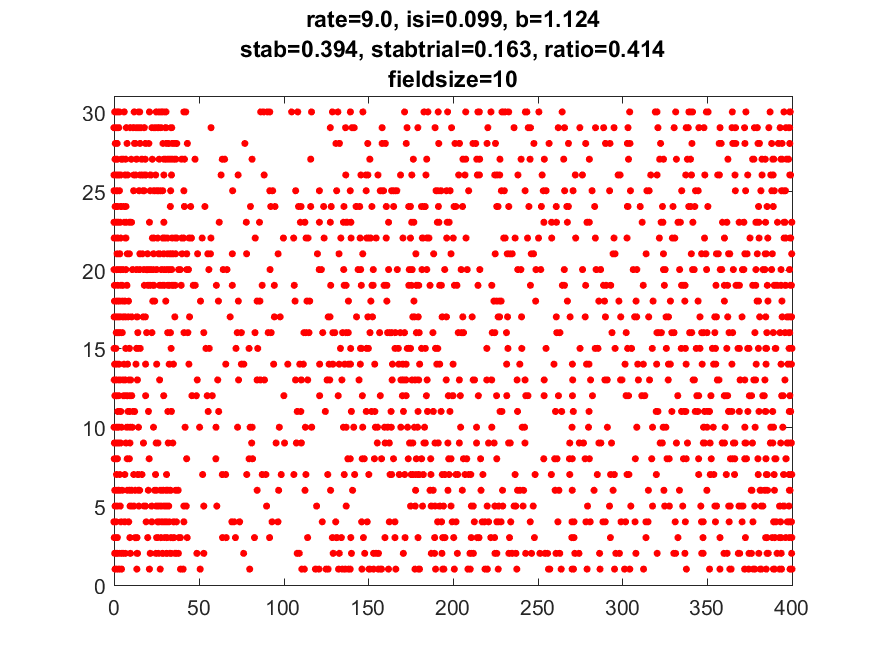 rate=9.0, isi=0.099, b=1.124
stab=0.394, stabtrial=0.163, ratio=0.414
fieldsize=10
30
25
20
15
10
5
0
0 50 100 150 200 250 300 350 400